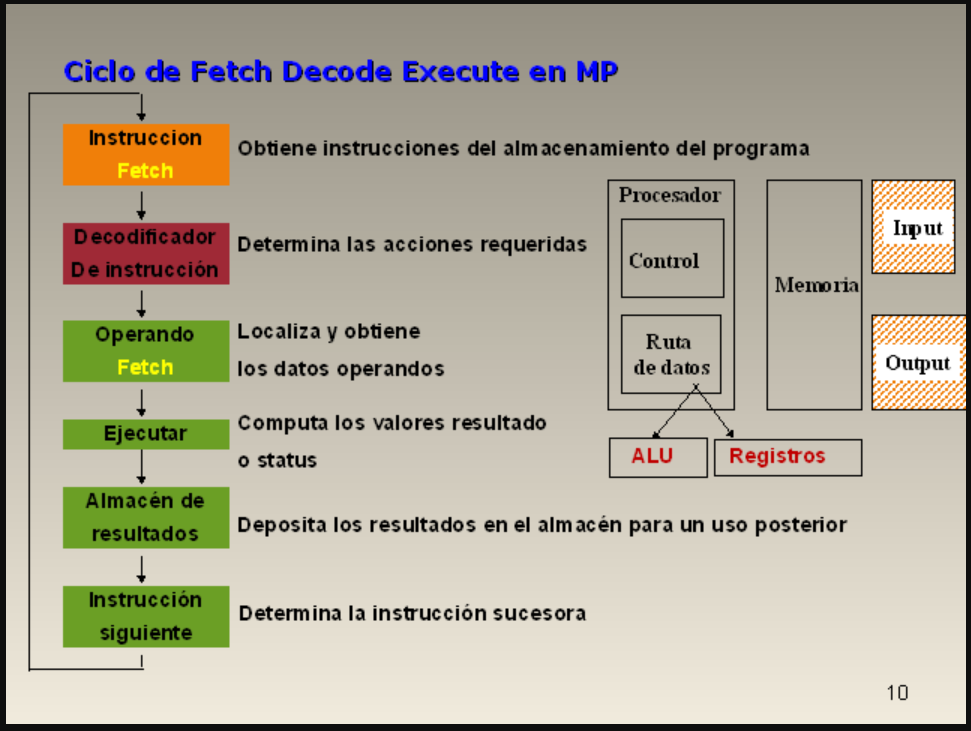 Ciclo de Fetch Decode Execute en MP
Instruccion
Fetch
Obtiene instrucciones del almacenamiento del programa
Decodificador
De instrucción
Determina las acciones requeridas
Operando
Fetch
Localiza y obtiene
los datos operandos
Ejecutar
Computa los valores resultado
o status
Almacén de
resultados
Deposita los resultados en el almacén para un uso posterior
Instrucción
siguiente
Determina la instrucción sucesora
Procesador
Control
Ruta
de datos
Memoria
Input
Output
ALU
Registros
10